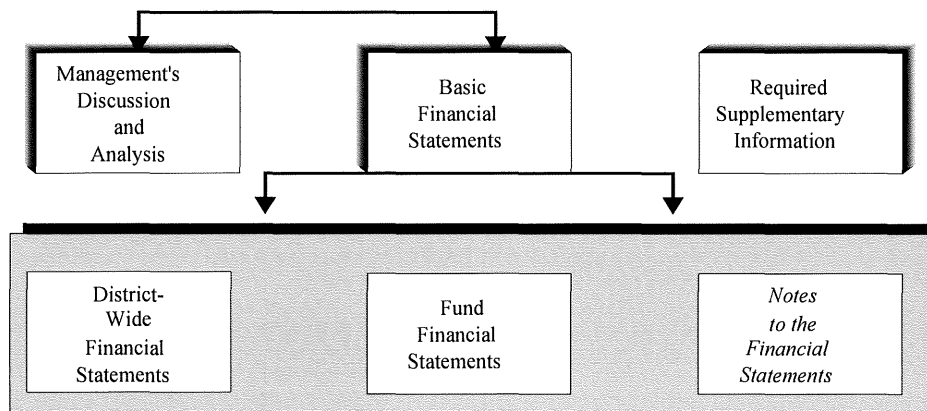 Management's
Discussion
and
Analysis
Basic
Financial
Statements
Required
Supplementary
Information
District-
Wide
Financial
Statements
Fund
Financial
Statements
Notes
to the
Financial
Statements